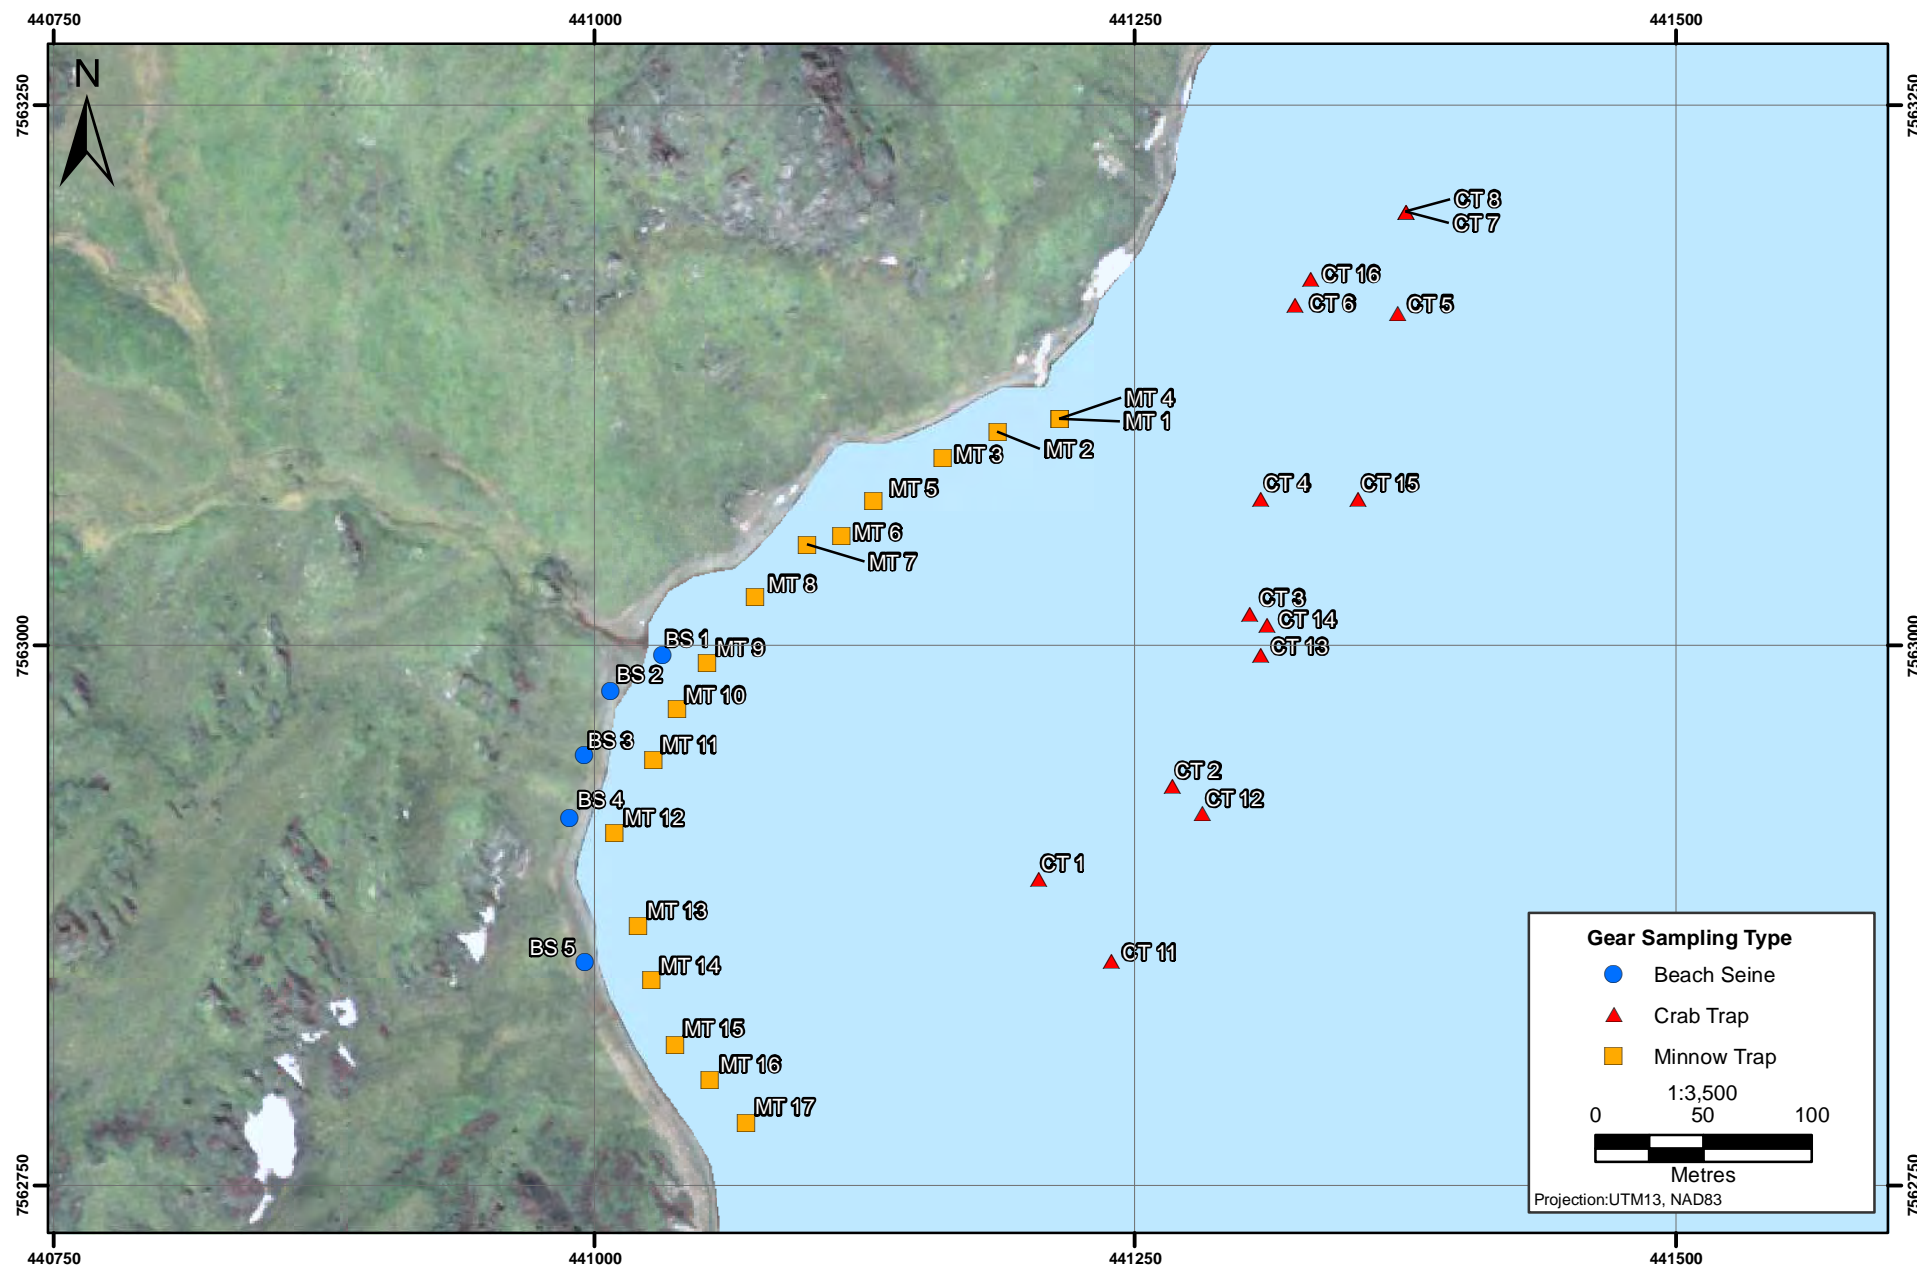 440750 441000 441250 441500
N
7563250
7563250
CT 8
CT 7
CT 16
CT 6
CT 5
MT 4
MT 1
MT 2
MT 3
MT 5
CT 4
CT 15
MT 6
MT 7
MT 8
CT 3
CT 14
7563000
7563000
BS 1
MT 9
CT 13
BS 2
MT 10
BS 3
MT 11
CT 2
BS 4
MT 12
CT 12
CT 1
MT 13
BS 5
MT 14
CT 11
MT 15
MT 16
MT 17
Gear Sampling Type
Beach Seine
Crab Trap
Minnow Trap
1:3,500
0 50 100
Metres
Projection:UTM13, NAD83
7562750
7562750
440750 441000 441250 441500